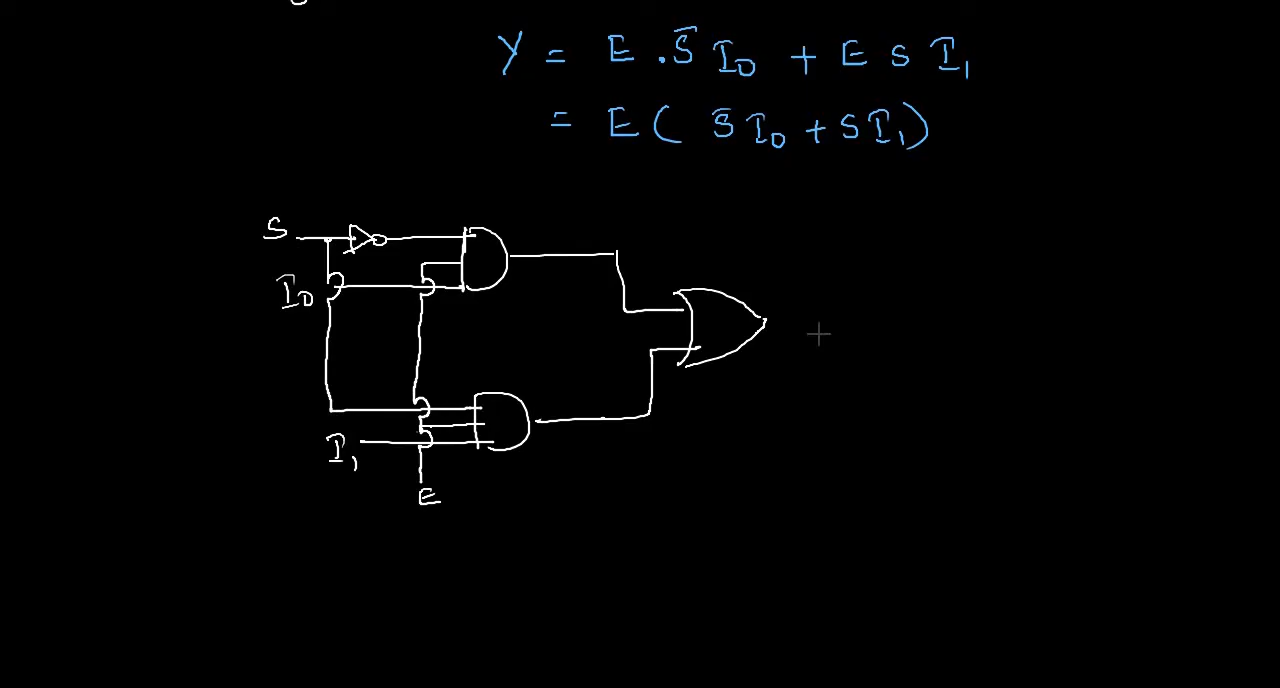 Y = E . S̅ I₀ + E S I₁
= E ( S̅ I₀ + S I₁ )
S
I₀
I₁
E